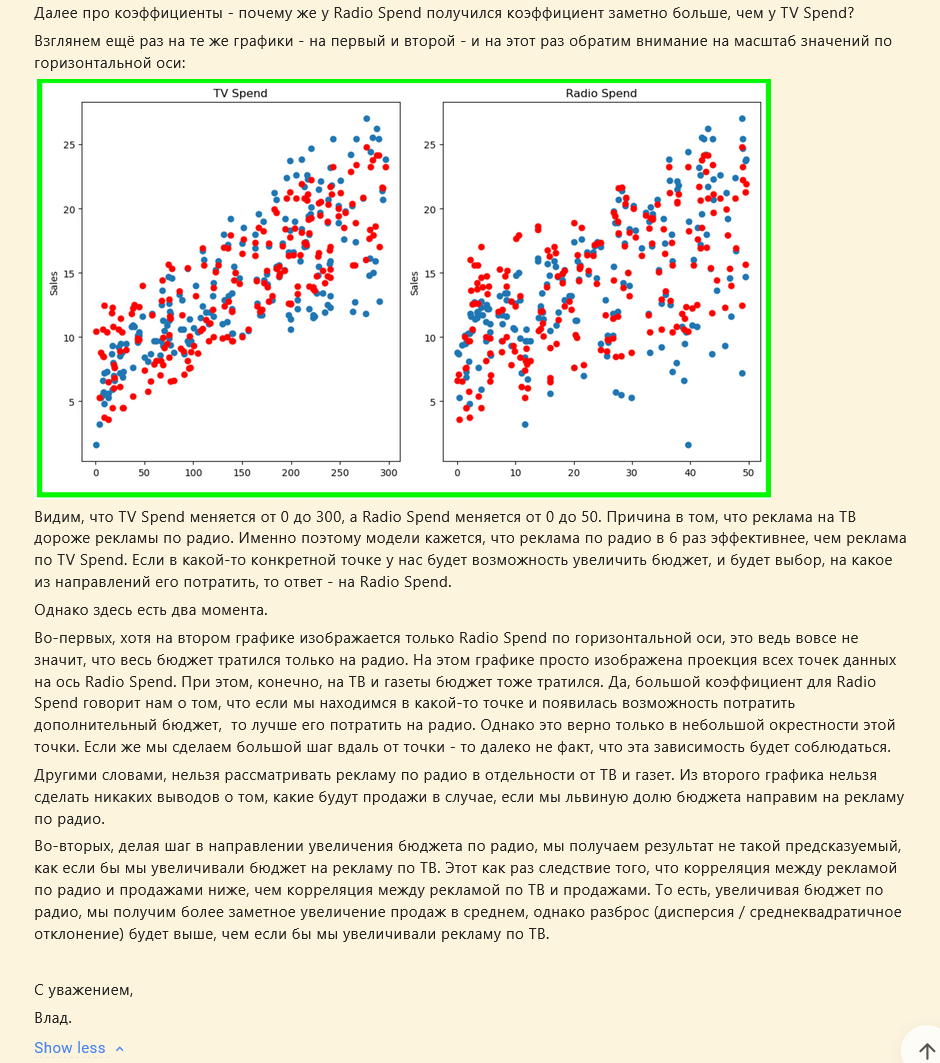 Далее про коэффициенты - почему же у Radio Spend получился коэффициент заметно больше, чем у TV Spend?
Взглянем ещё раз на те же графики - на первый и второй - и на этот раз обратим внимание на масштаб значений по
горизонтальной оси:
TV Spend
Radio Spend
25
20
15
10
5
Sales
0 50 100 150 200 250 300
25
20
15
10
5
Sales
0 10 20 30 40 50
Видим, что TV Spend меняется от 0 до 300, а Radio Spend меняется от 0 до 50. Причина в том, что реклама на ТВ
дороже рекламы по радио. Именно поэтому модели кажется, что реклама по радио в 6 раз эффективнее, чем реклама
по TV Spend. Если в какой-то конкретной точке у нас будет возможность увеличить бюджет, и будет выбор, на какое
из направлений его потратить, то ответ - на Radio Spend.
Однако здесь есть два момента.
Во-первых, хотя на втором графике изображается только Radio Spend по горизонтальной оси, это ведь вовсе не
значит, что весь бюджет тратился только на радио. На этом графике просто изображена проекция всех точек данных
на ось Radio Spend. При этом, конечно, на ТВ и газеты бюджет тоже тратился. Да, большой коэффициент для Radio
Spend говорит нам о том, что если мы находимся в какой-то точке и появилась возможность потратить
дополнительный бюджет, то лучше его потратить на радио. Однако это верно только в небольшой окрестности этой
точки. Если же мы сделаем большой шаг вдаль от точки - то далеко не факт, что эта зависимость будет соблюдаться.
Другими словами, нельзя рассматривать рекламу по радио в отдельности от ТВ и газет. Из второго графика нельзя
сделать никаких выводов о том, какие будут продажи в случае, если мы львиную долю бюджета направим на рекламу
по радио.
Во-вторых, делая шаг в направлении увеличения бюджета по радио, мы получаем результат не такой предсказуемый,
как если бы мы увеличивали бюджет на рекламу по ТВ. Этот как раз следствие того, что корреляция между рекламой
по радио и продажами ниже, чем корреляция между рекламой по ТВ и продажами. То есть, увеличивая бюджет по
радио, мы получим более заметное увеличение продаж в среднем, однако разброс (дисперсия / среднеквадратичное
отклонение) будет выше, чем если бы мы увеличивали рекламу по ТВ.
С уважением,
Влад.
Show less